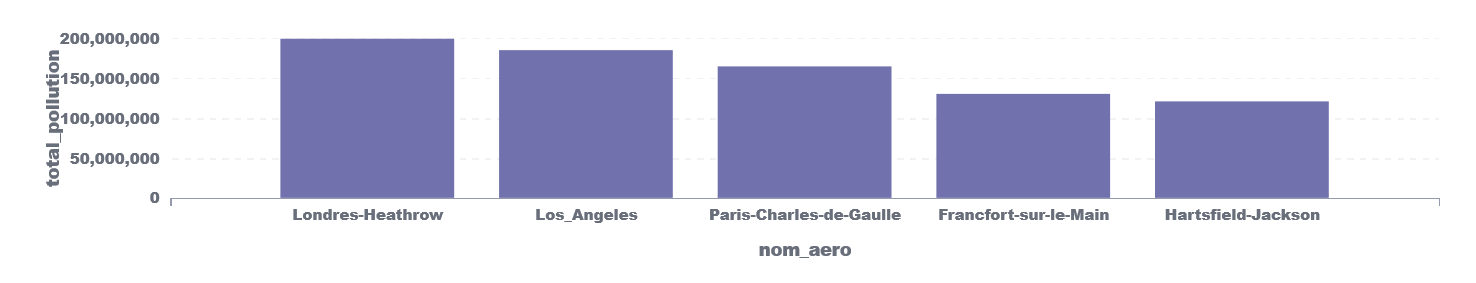 200,000,000
150,000,000
100,000,000
50,000,000
0
total_pollution
Londres-Heathrow
Los_Angeles
Paris-Charles-de-Gaulle
Francfort-sur-le-Main
Hartsfield-Jackson
nom_aero